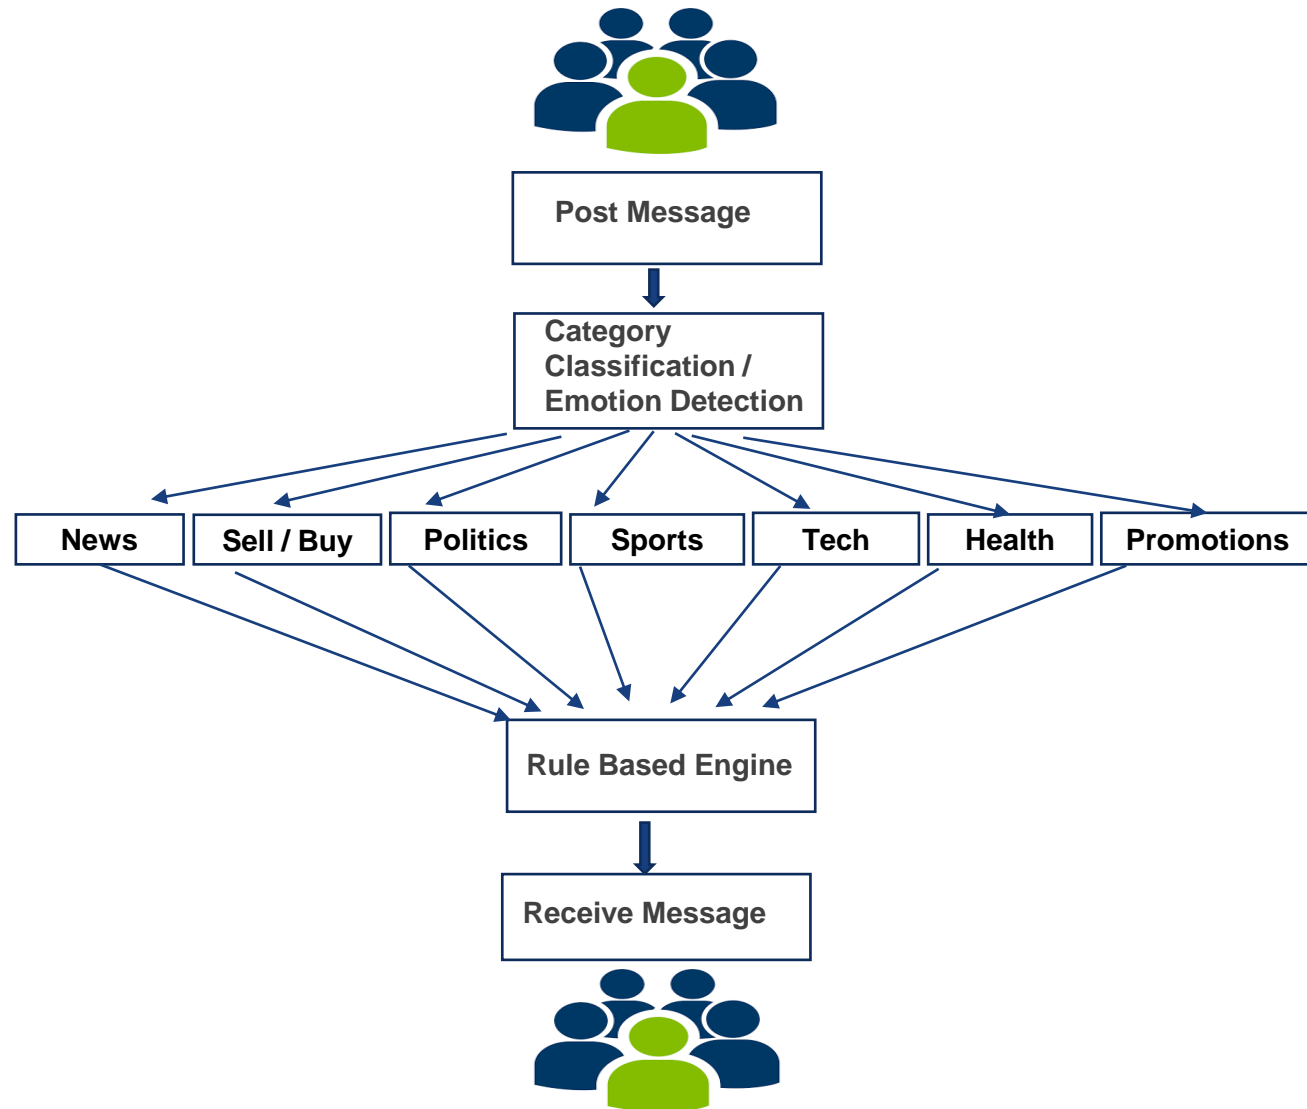 Post Message
Category
Classification /
Emotion Detection
News
Sell / Buy
Politics
Sports
Tech
Health
Promotions
Rule Based Engine
Receive Message